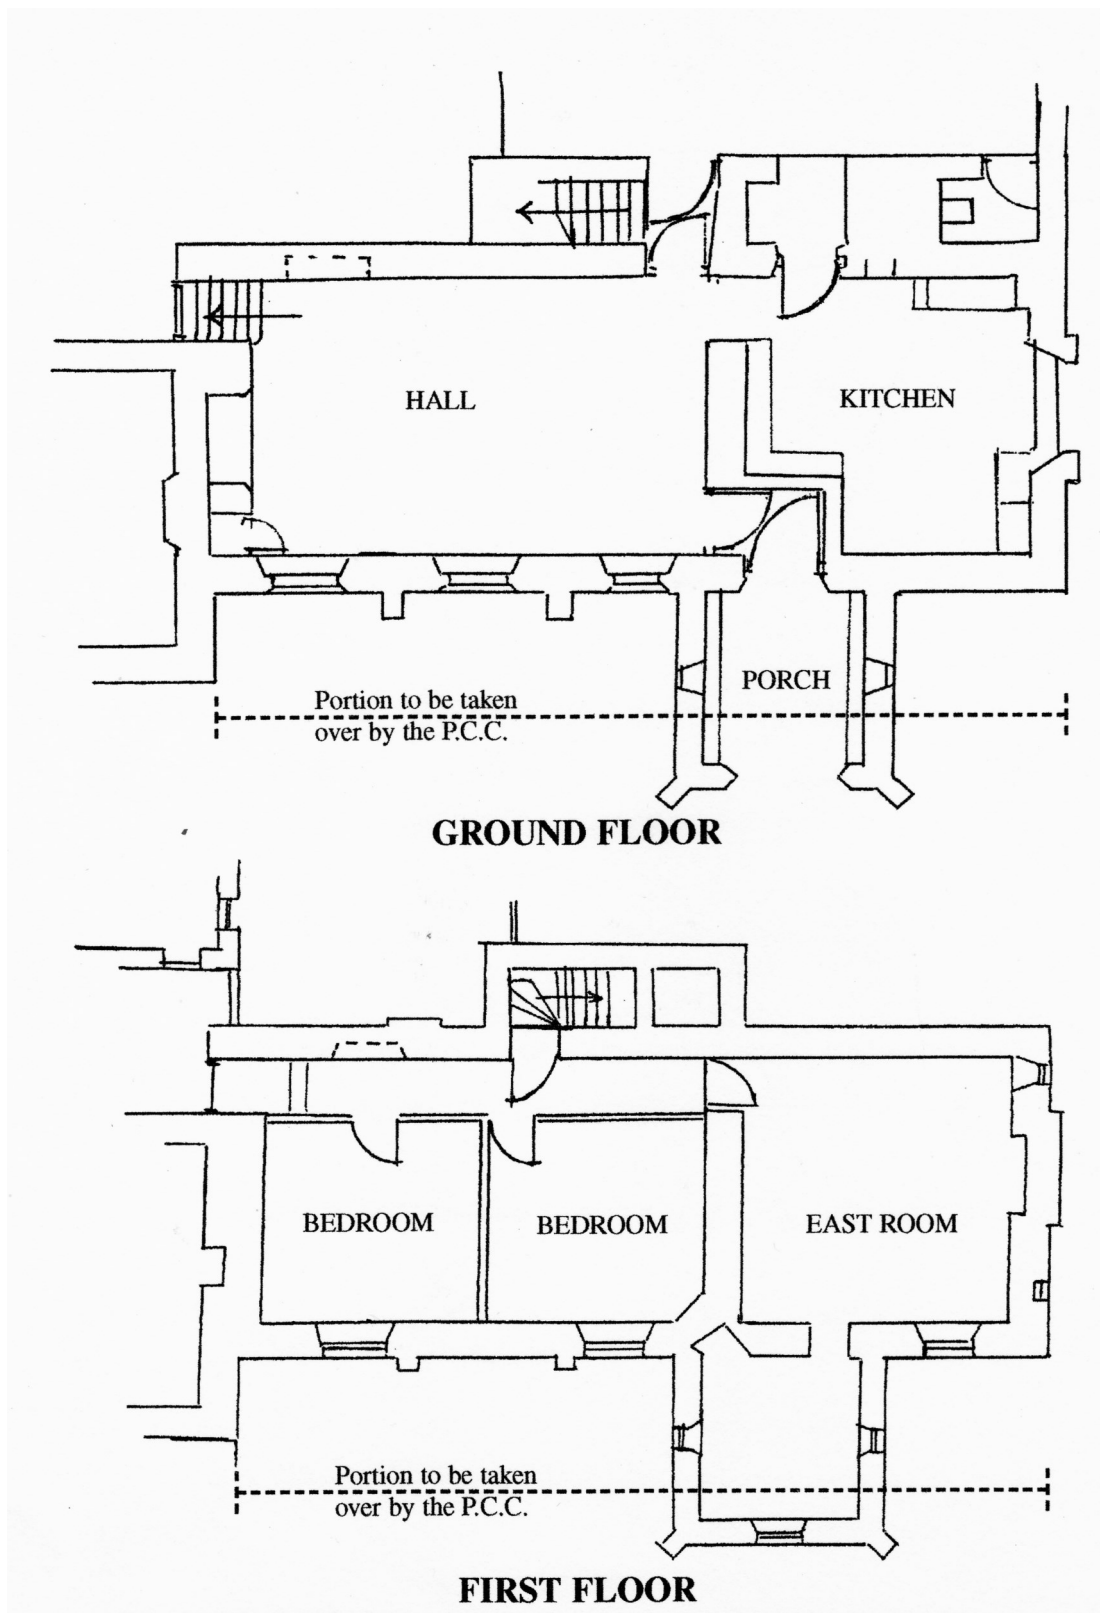 HALL
KITCHEN
PORCH
Portion to be taken
over by the P.C.C.
GROUND FLOOR
BEDROOM
BEDROOM
EAST ROOM
Portion to be taken
over by the P.C.C.
FIRST FLOOR